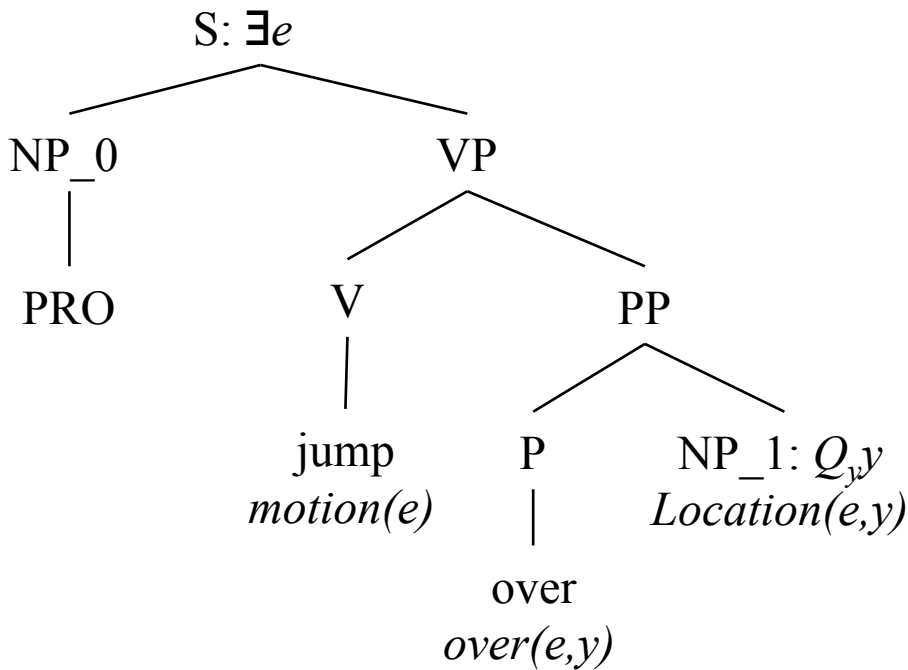 S: ∃e
NP_0 VP
PRO V PP
jump P NP_1: Q_y y
motion(e) Location(e,y)
over
over(e,y)